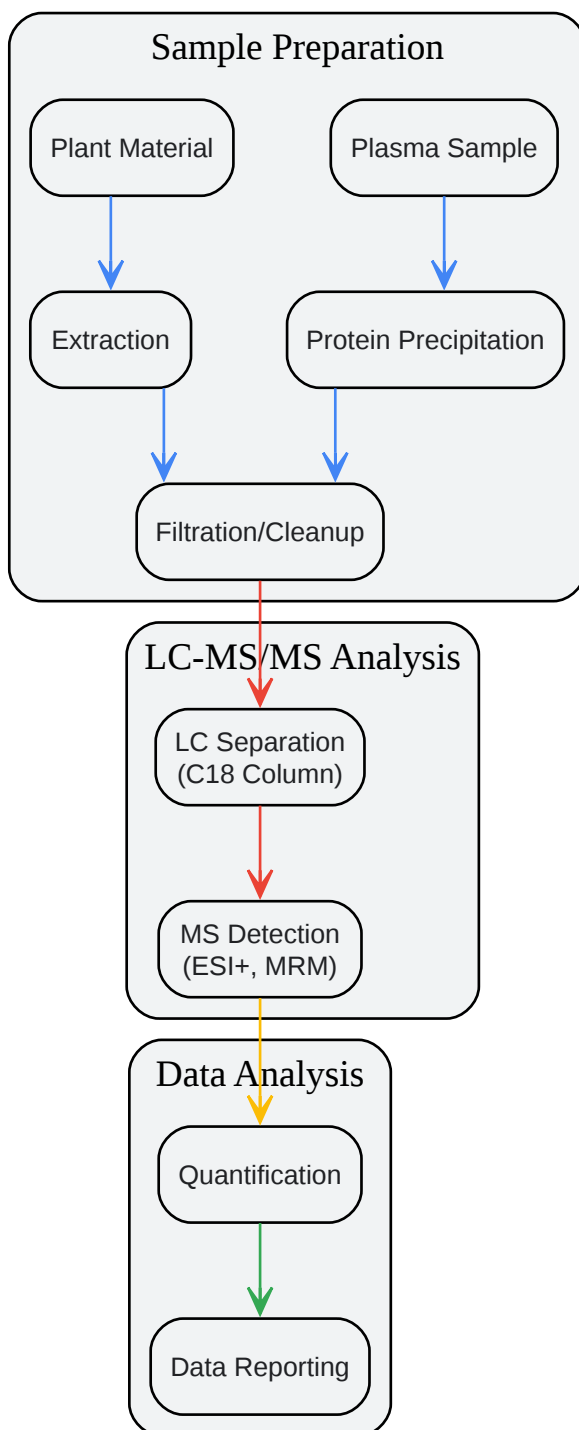 Sample Preparation
Plant Material
Plasma Sample
Extraction
Protein Precipitation
Filtration/Cleanup
LC-MS/MS Analysis
LC Separation
(C18 Column)
MS Detection
(ESI+, MRM)
Data Analysis
Quantification
Data Reporting